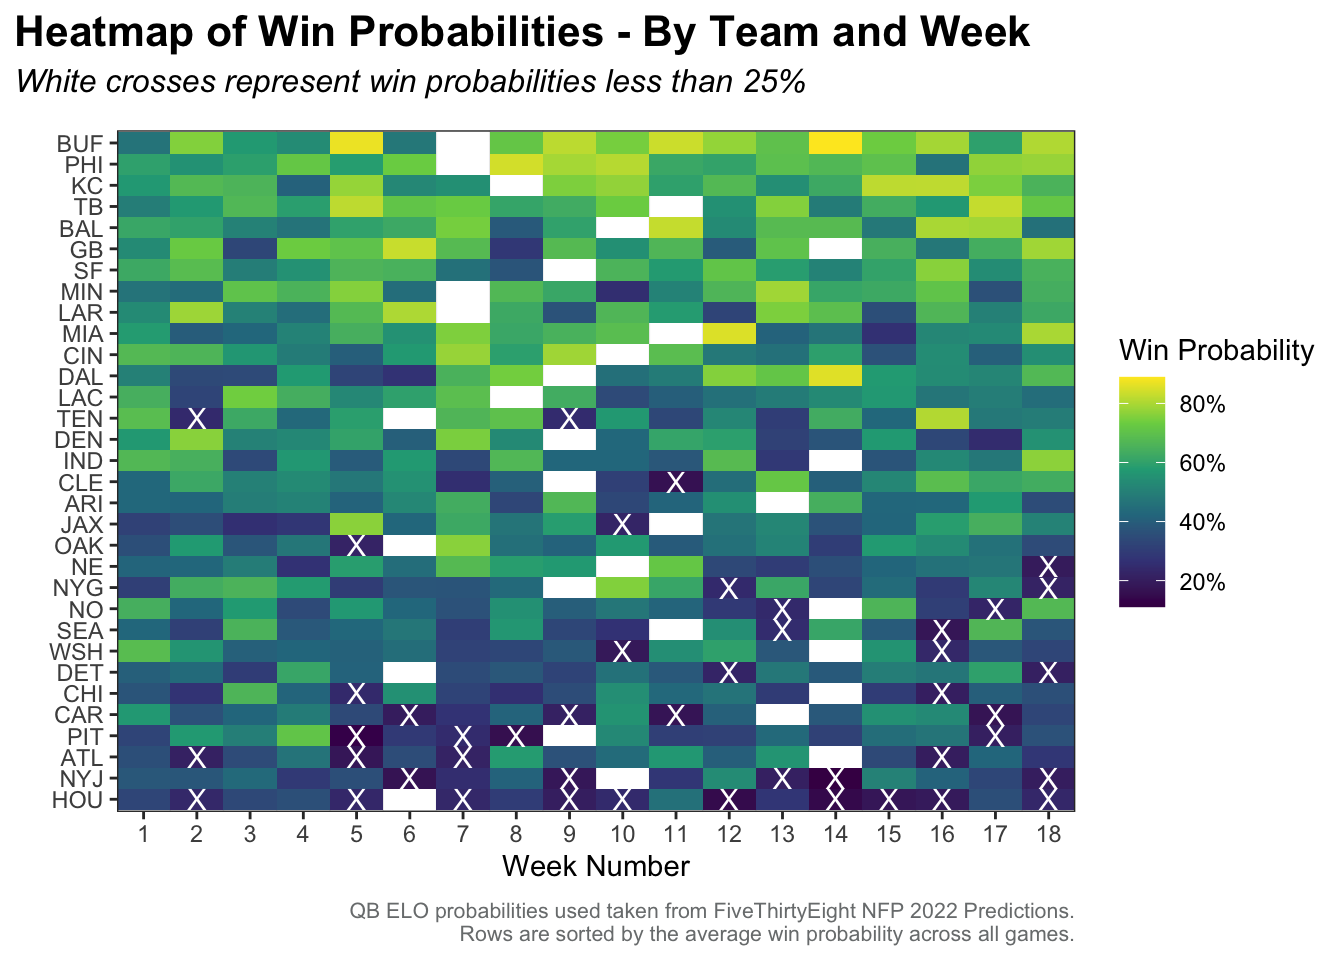 Heatmap of Win Probabilities - By Team and Week
White crosses represent win probabilities less than 25%
BUF
PHI
KC
TB
BAL
GB
SF
MIN
LAR
MIA
CIN
DAL
LAC
TEN X X
DEN
IND
CLE X
ARI
JAX X
OAK X
NE X
NYG X X
NO X X
SEA X X
WSH X X
DET X X
CHI X X
CAR X X X X
PIT X X X X
ATL X X X X
NYJ X X X X X
HOU X X X X X X X X X X
1 2 3 4 5 6 7 8 9 10 11 12 13 14 15 16 17 18
Week Number
Win Probability
80%
60%
40%
20%
QB ELO probabilities used taken from FiveThirtyEight NFP 2022 Predictions.
Rows are sorted by the average win probability across all games.